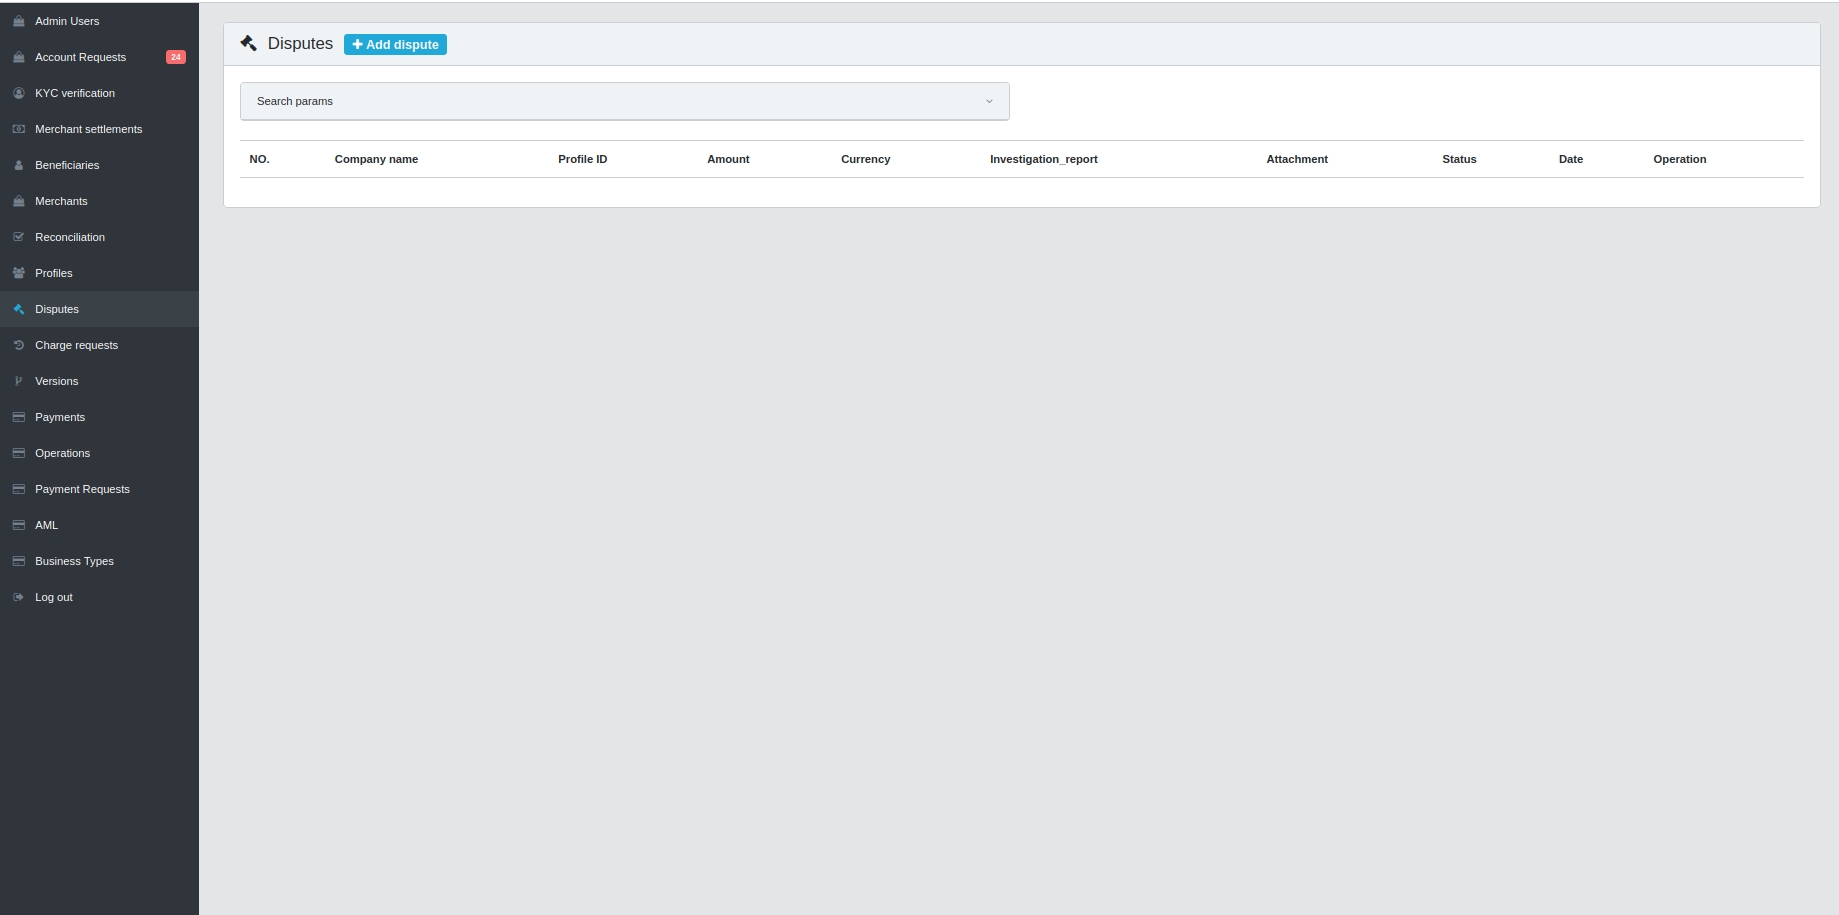 Admin Users
Account Requests 24
KYC verification
Merchant settlements
Beneficiaries
Merchants
Reconciliation
Profiles
Disputes
Charge requests
Versions
Payments
Operations
Payment Requests
AML
Business Types
Log out
Disputes Add dispute
Search params
NO. Company name Profile ID Amount Currency Investigation_report Attachment Status Date Operation